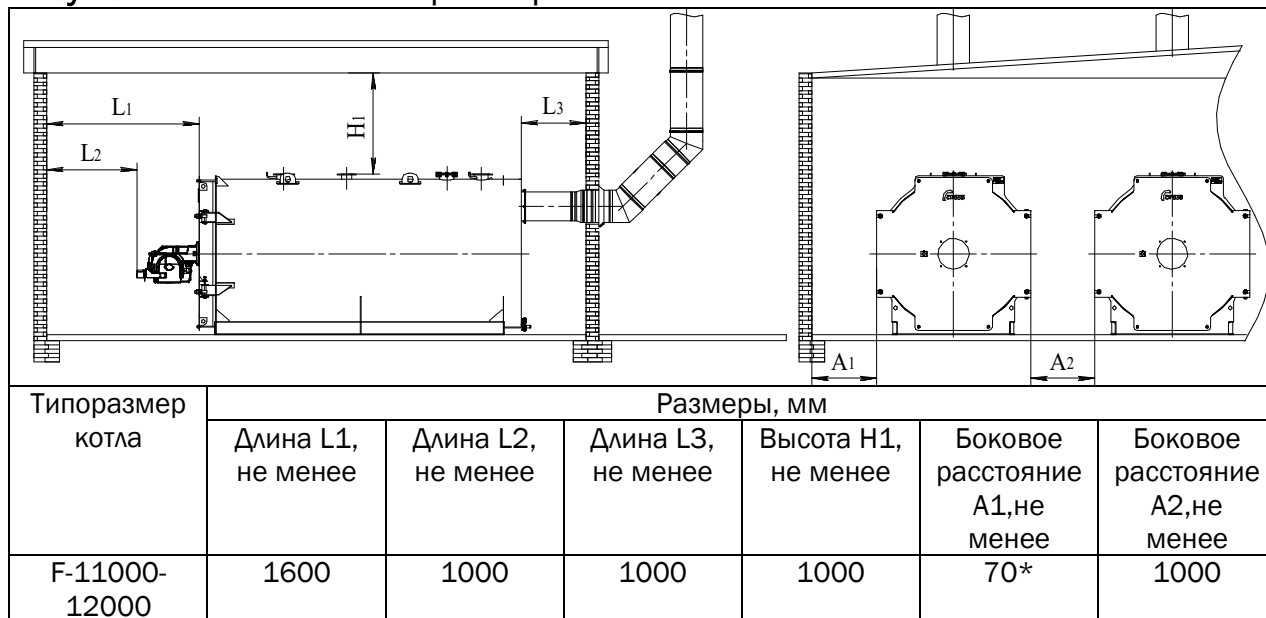 L1
L2
H1
L3
A1
A2
Типоразмер котла
Размеры, мм
Длина L1, не менее
Длина L2, не менее
Длина L3, не менее
Высота H1, не менее
Боковое расстояние A1,не менее
Боковое расстояние A2,не менее
F-11000-12000
1600
1000
1000
1000
70*
1000